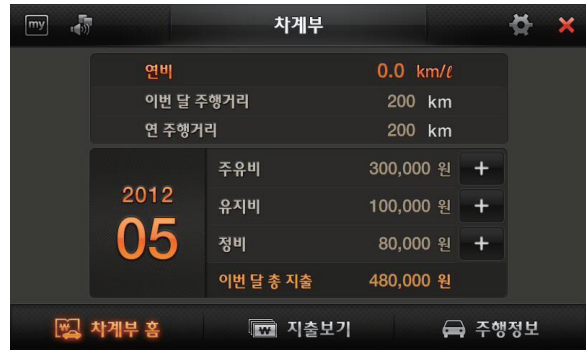 my
차계부
연비 0.0 km/ℓ
이번 달 주행거리 200 km
연 주행거리 200 km
2012
05
주유비 300,000 원 +
유지비 100,000 원 +
정비 80,000 원 +
이번 달 총 지출 480,000 원
차계부 홈 지출보기 주행정보